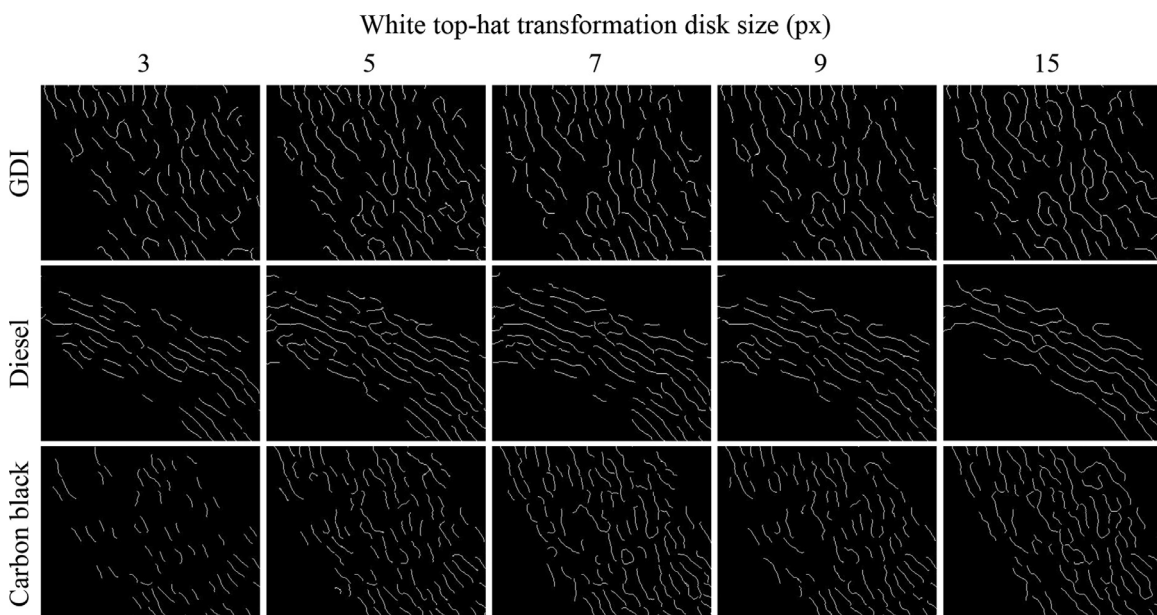 White top-hat transformation disk size (px)
3 5 7 9 15
GDI
Diesel
Carbon black